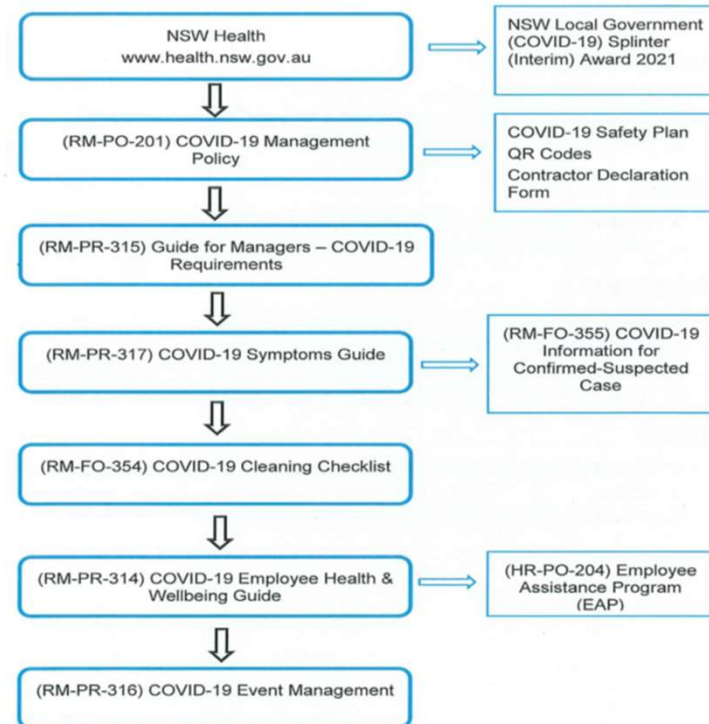 NSW Health
www.health.nsw.gov.au
NSW Local Government
(COVID-19) Splinter
(Interim) Award 2021
(RM-PO-201) COVID-19 Management
Policy
COVID-19 Safety Plan
QR Codes
Contractor Declaration
Form
(RM-PR-315) Guide for Managers – COVID-19
Requirements
(RM-PR-317) COVID-19 Symptoms Guide
(RM-FO-355) COVID-19
Information for
Confirmed-Suspected
Case
(RM-FO-354) COVID-19 Cleaning Checklist
(RM-PR-314) COVID-19 Employee Health &
Wellbeing Guide
(HR-PO-204) Employee
Assistance Program
(EAP)
(RM-PR-316) COVID-19 Event Management